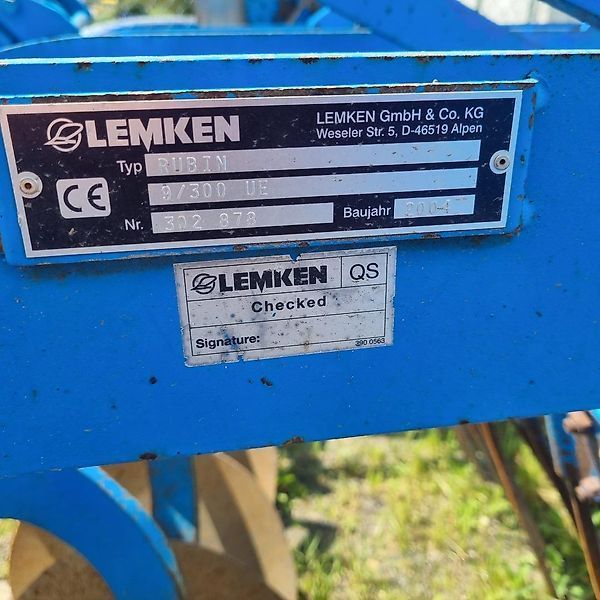 LEMKEN
LEMKEN GmbH & Co. KG
Weseler Str. 5, D-46519 Alpen
Typ RUBIN
9/300 UE
CE
Nr. 302 878
Baujahr 2004
LEMKEN QS
Checked
Signature:
390 0563